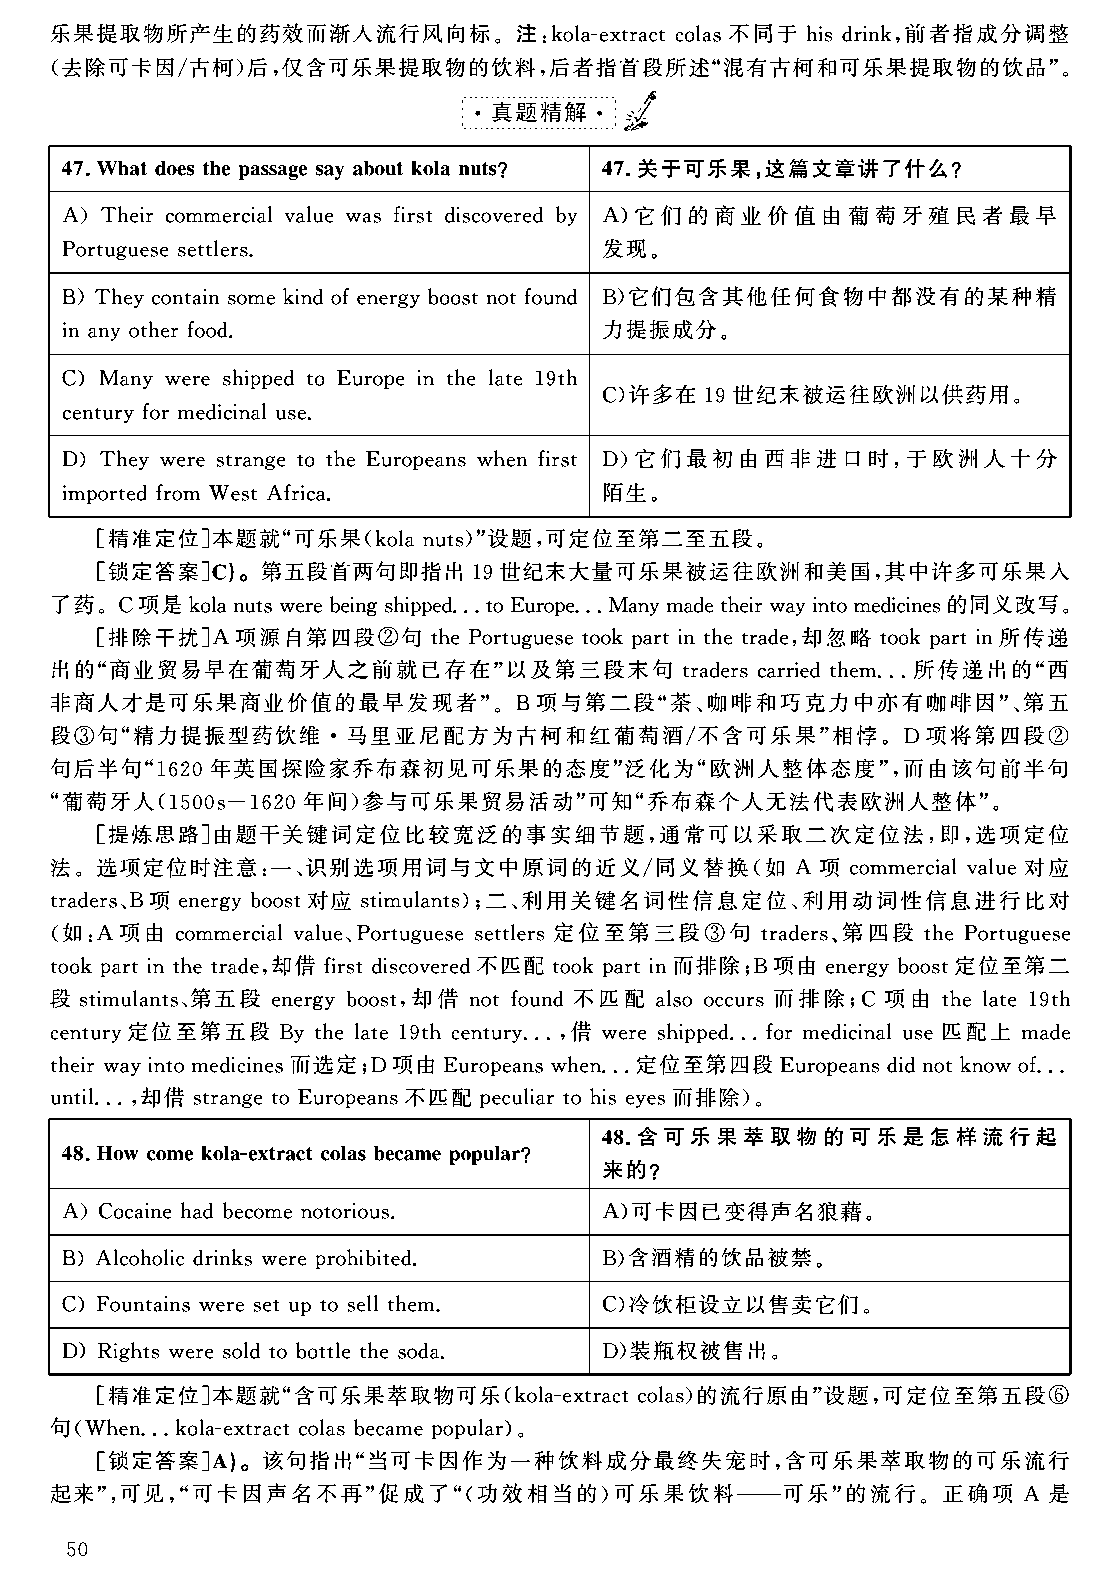 乐果提取物所产生的药效而渐入流行风向标。注:kola-extract colas 不同于 his drink,前者指成分调整
(去除可卡因/古柯)后,仅含可乐果提取物的饮料,后者指首段所述“混有古柯和可乐果提取物的饮品”。
·真题精解·
47. What does the passage say about kola nuts?
47. 关于可乐果,这篇文章讲了什么?
A) Their commercial value was first discovered by
Portuguese settlers.
A)它们的商业价值由葡萄牙殖民者最早
发现。
B) They contain some kind of energy boost not found
in any other food.
B)它们包含其他任何食物中都没有的某种精
力提振成分。
C) Many were shipped to Europe in the late 19th
century for medicinal use.
C)许多在 19 世纪末被运往欧洲以供药用。
D) They were strange to the Europeans when first
imported from West Africa.
D)它们最初由西非进口时,于欧洲人十分
陌生。
[精准定位]本题就“可乐果(kola nuts)”设题,可定位至第二至五段。
[锁定答案]C)。第五段首两句即指出 19 世纪末大量可乐果被运往欧洲和美国,其中许多可乐果入
了药。C 项是 kola nuts were being shipped...to Europe...Many made their way into medicines 的同义改写。
[排除干扰]A 项源自第四段②句 the Portuguese took part in the trade,却忽略 took part in 所传递
出的“商业贸易早在葡萄牙人之前就已存在”以及第三段末句 traders carried them...所传递出的“西
非商人才是可乐果商业价值的最早发现者”。B 项与第二段“茶、咖啡和巧克力中亦有咖啡因”、第五
段③句“精力提振型药饮维·马里亚尼配方为古柯和红葡萄酒/不含可乐果”相悖。D 项将第四段②
句后半句“1620 年英国探险家乔布森初见可乐果的态度”泛化为“欧洲人整体态度”,而由该句前半句
“葡萄牙人(1500s—1620 年间)参与可乐果贸易活动”可知“乔布森个人无法代表欧洲人整体”。
[提炼思路]由题干关键词定位比较宽泛的事实细节题,通常可以采取二次定位法,即,选项定位
法。选项定位时注意:一、识别选项用词与文中原词的近义/同义替换(如 A 项 commercial value 对应
traders、B 项 energy boost 对应 stimulants);二、利用关键名词性信息定位、利用动词性信息进行比对
(如:A 项由 commercial value、Portuguese settlers 定位至第三段③句 traders、第四段 the Portuguese
took part in the trade,却借 first discovered 不匹配 took part in 而排除;B 项由 energy boost 定位至第二
段 stimulants、第五段 energy boost,却借 not found 不匹配 also occurs 而排除;C 项由 the late 19th
century 定位至第五段 By the late 19th century...,借 were shipped...for medicinal use 匹配上 made
their way into medicines 而选定;D 项由 Europeans when...定位至第四段 Europeans did not know of...
until...,却借 strange to Europeans 不匹配 peculiar to his eyes 而排除)。
48. How come kola-extract colas became popular?
48. 含可乐果萃取物的可乐是怎样流行起
来的?
A) Cocaine had become notorious.
A)可卡因已变得声名狼藉。
B) Alcoholic drinks were prohibited.
B)含酒精的饮品被禁。
C) Fountains were set up to sell them.
C)冷饮柜设立以售卖它们。
D) Rights were sold to bottle the soda.
D)装瓶权被售出。
[精准定位]本题就“含可乐果萃取物可乐(kola-extract colas)的流行原由”设题,可定位至第五段⑥
句(When...kola-extract colas became popular)。
[锁定答案]A)。该句指出“当可卡因作为一种饮料成分最终失宠时,含可乐果萃取物的可乐流行
起来”,可见,“可卡因声名不再”促成了“(功效相当的)可乐果饮料——可乐”的流行。正确项 A 是
50